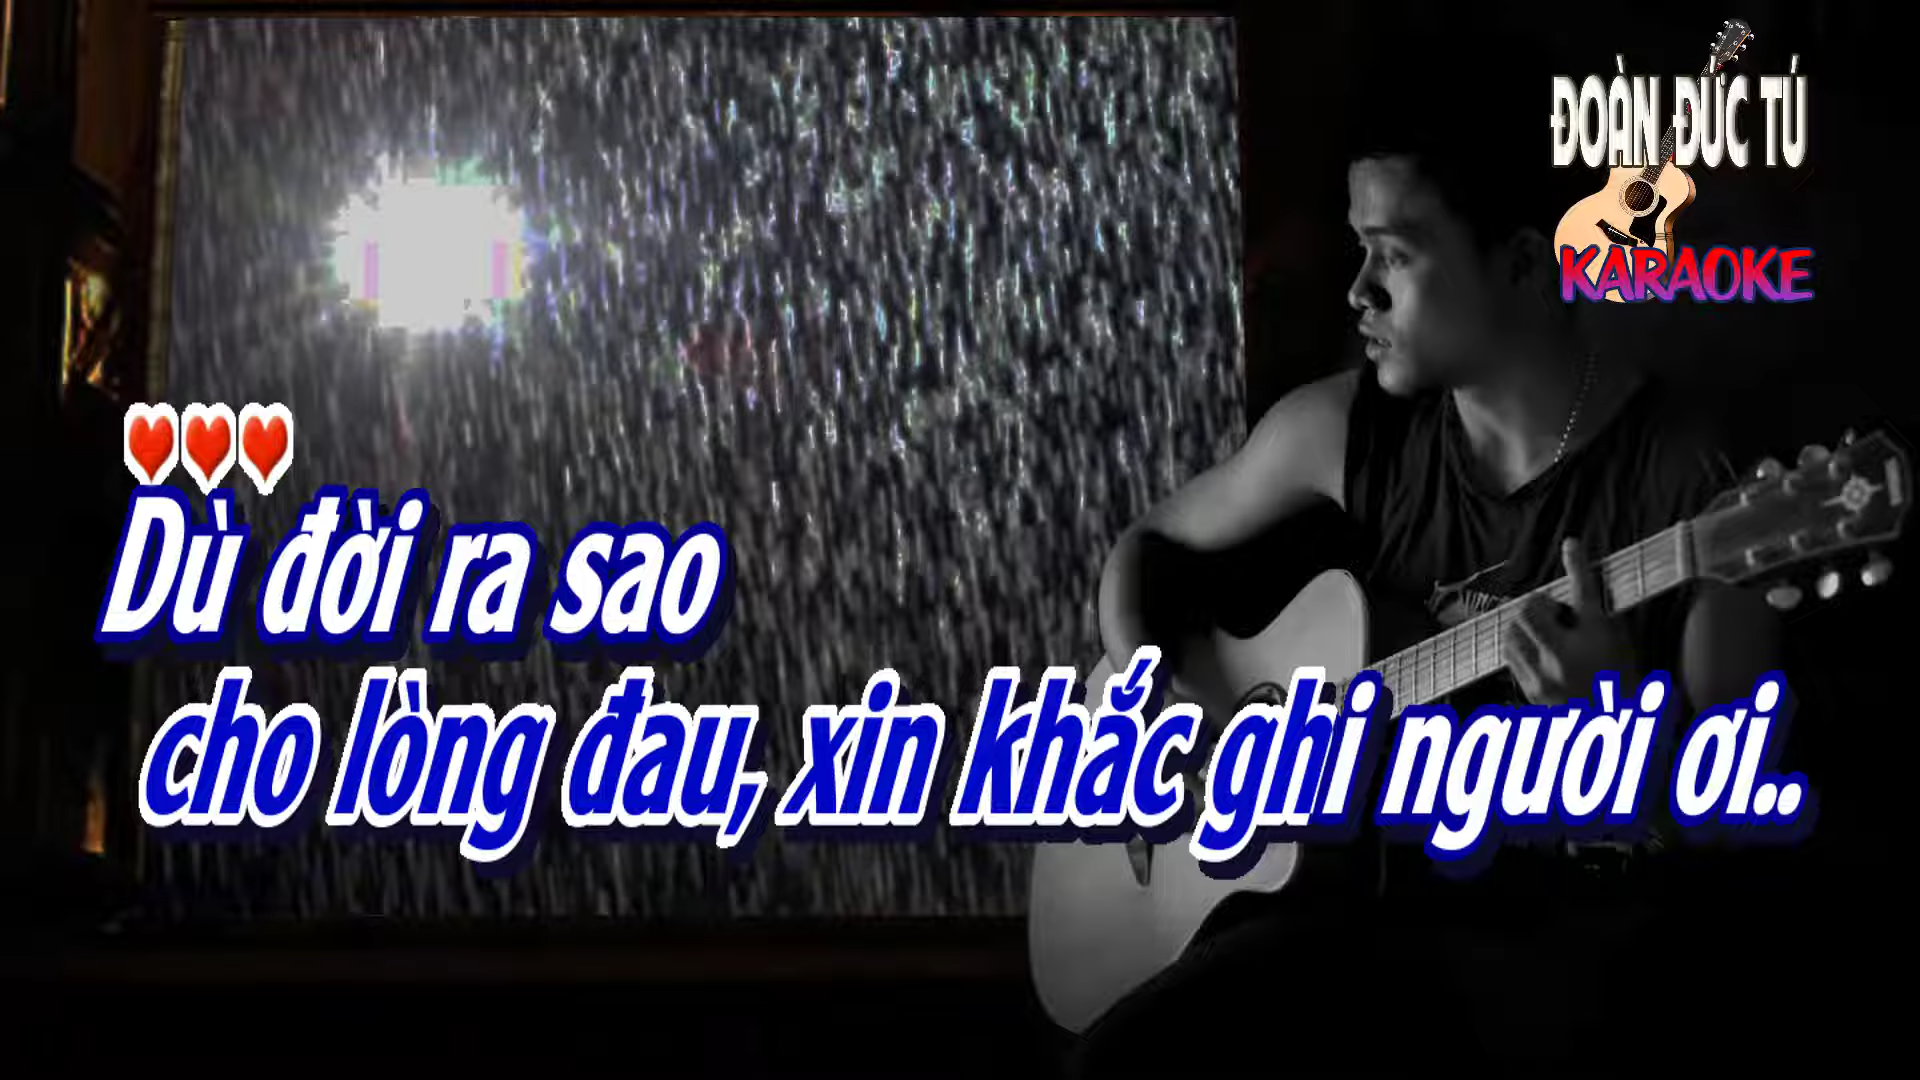 ĐOÀN ĐỨC TÚ
KARAOKE
Dù đời ra sao
cho lòng đau, xin khắc ghi người ơi..